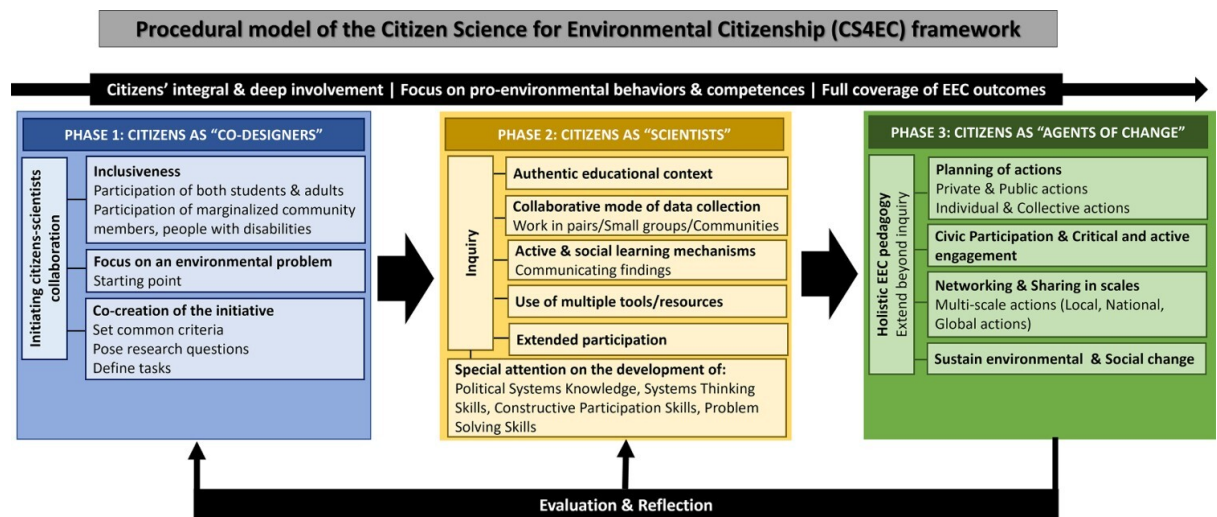 Procedural model of the Citizen Science for Environmental Citizenship (CS4EC) framework
Citizens' integral & deep involvement | Focus on pro-environmental behaviors & competences | Full coverage of EEC outcomes
PHASE 1: CITIZENS AS “CO-DESIGNERS”
Initiating citizens-scientists
collaboration
Inclusiveness
Participation of both students & adults
Participation of marginalized community
members, people with disabilities
Focus on an environmental problem
Starting point
Co-creation of the initiative
Set common criteria
Pose research questions
Define tasks
PHASE 2: CITIZENS AS “SCIENTISTS”
Inquiry
Authentic educational context
Collaborative mode of data collection
Work in pairs/Small groups/Communities
Active & social learning mechanisms
Communicating findings
Use of multiple tools/resources
Extended participation
Special attention on the development of:
Political Systems Knowledge, Systems Thinking
Skills, Constructive Participation Skills, Problem
Solving Skills
PHASE 3: CITIZENS AS “AGENTS OF CHANGE”
Holistic EEC pedagogy
Extend beyond inquiry
Planning of actions
Private & Public actions
Individual & Collective actions
Civic Participation & Critical and active
engagement
Networking & Sharing in scales
Multi-scale actions (Local, National,
Global actions)
Sustain environmental & Social change
Evaluation & Reflection